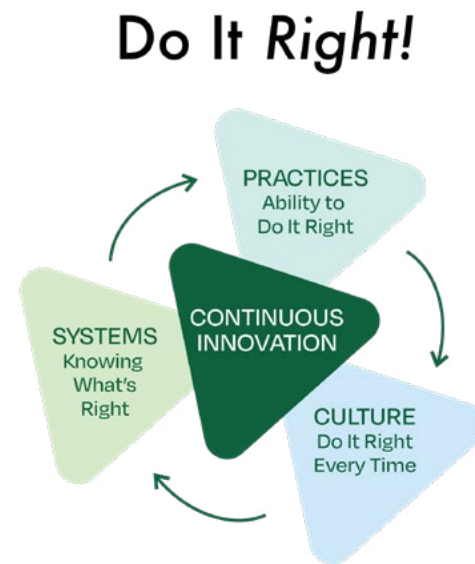 Do It Right!
PRACTICES
Ability to
Do It Right
CONTINUOUS
INNOVATION
SYSTEMS
Knowing
What's
Right
CULTURE
Do It Right
Every Time